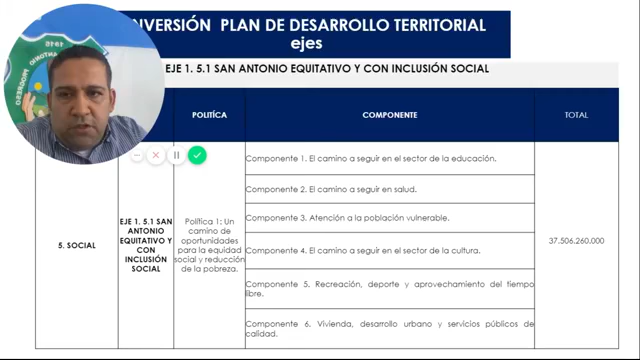 NVERSIÓN PLAN DE DESARROLLO TERRITORIAL
ejes
EJE 1. 5.1 SAN ANTONIO EQUITATIVO Y CON INCLUSIÓN SOCIAL
POLITÍCA
COMPONENTE
TOTAL
5. SOCIAL
EJE 1. 5.1 SAN
ANTONIO
EQUITATIVO Y
CON
INCLUSIÓN
SOCIAL
Política 1: Un
camino de
oportunidades
para la equidad
social y reducción
de la pobreza.
Componente 1. El camino a seguir en el sector de la educación.
Componente 2. El camino a seguir en salud.
Componente 3. Atención a la población vulnerable.
Componente 4. El camino a seguir en el sector de la cultura.
Componente 5. Recreación, deporte y aprovechamiento del tiempo
libre.
Componente 6. Vivienda, desarrollo urbano y servicios públicos de
calidad.
37.506.260.000